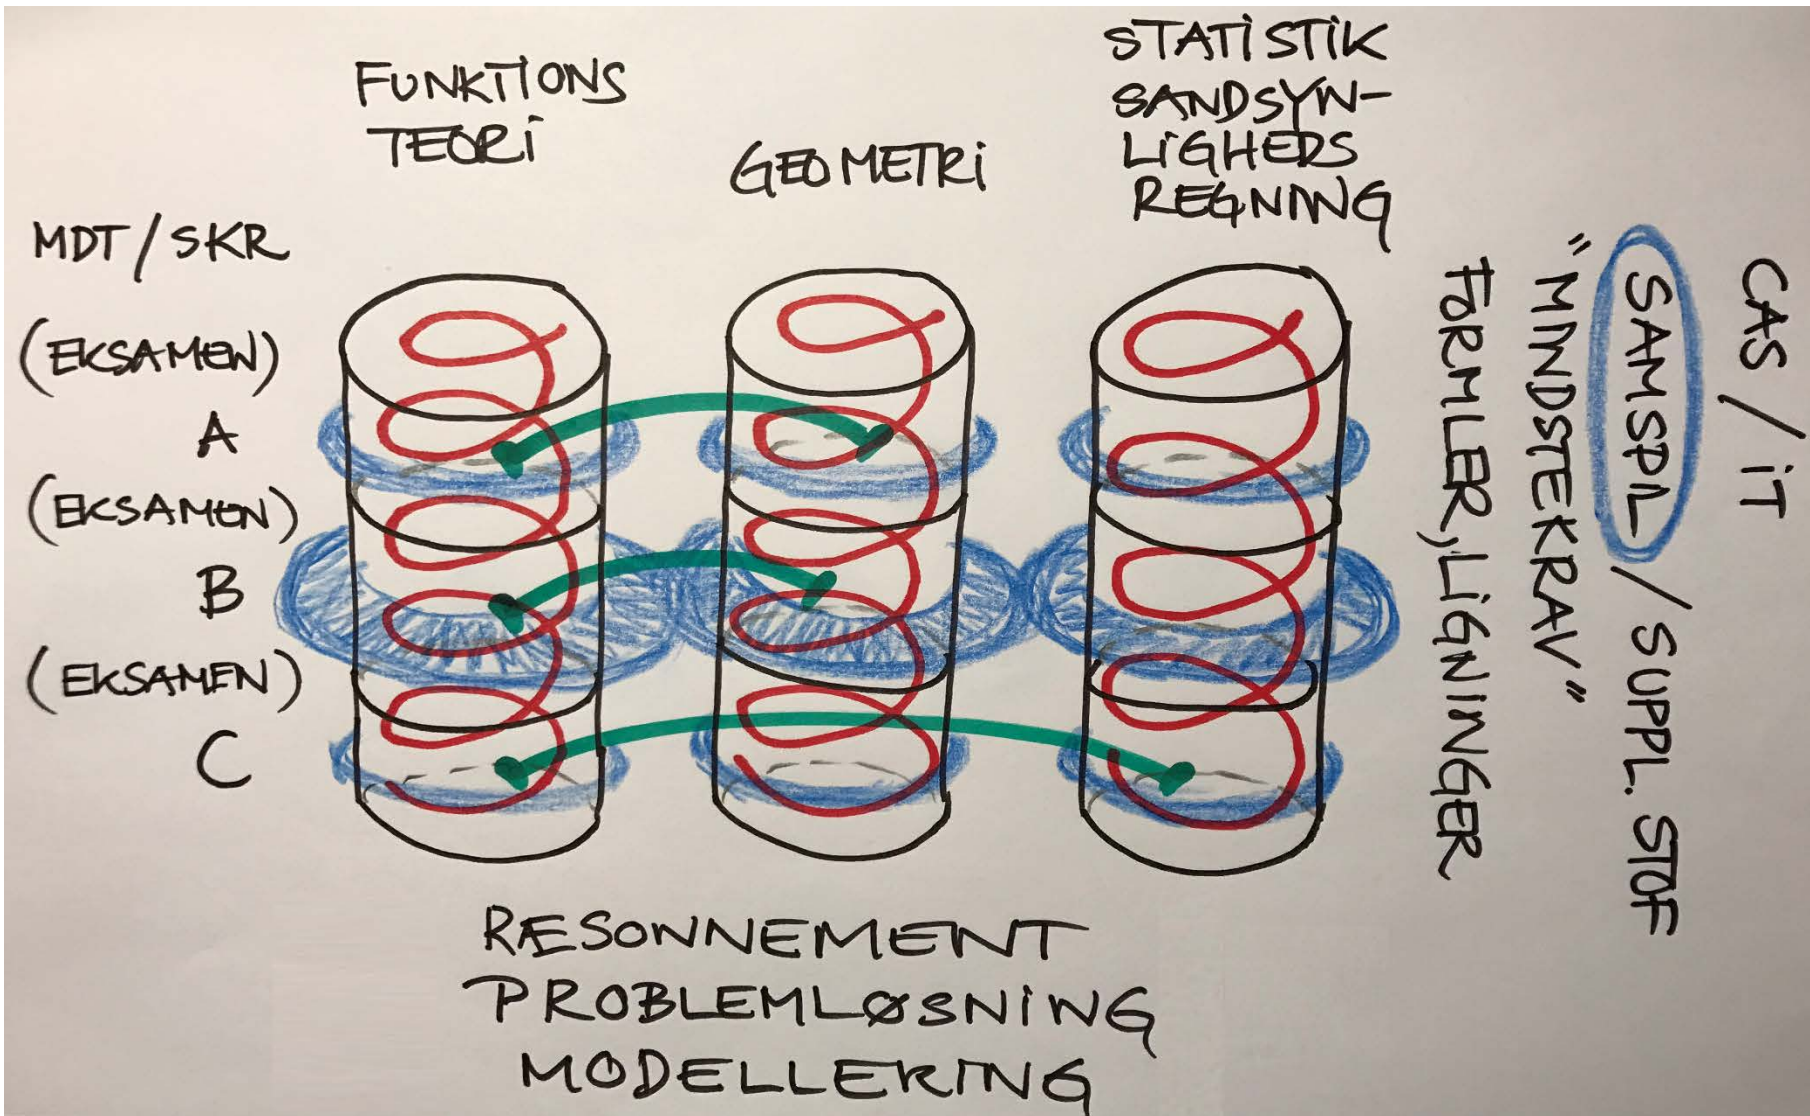 FUNKTIONS
TEORI
GEOMETRI
STATISTIK
SANDSYN-
LIGHEDS
REGNING
MDT/SKR
(EKSAMEN)
A
(EKSAMEN)
B
(EKSAMEN)
C
FORMLER, LIGNINGER
"MINDSTEKRAV"
SAMSPIL/SUPPL. STOF
CAS/IT
RÆSONNEMENT
PROBLEMLØSNING
MODELLERING